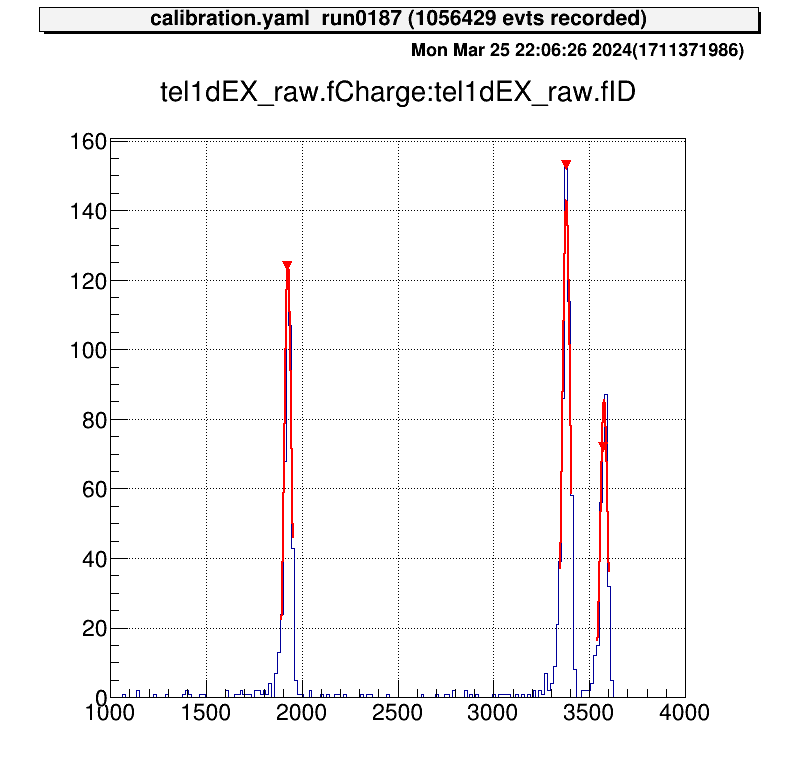 calibration.yaml run0187 (1056429 evts recorded)
Mon Mar 25 22:06:26 2024(1711371986)
tel1dEX_raw.fCharge:tel1dEX_raw.fID
160
140
120
100
80
60
40
20
0
1000 1500 2000 2500 3000 3500 4000